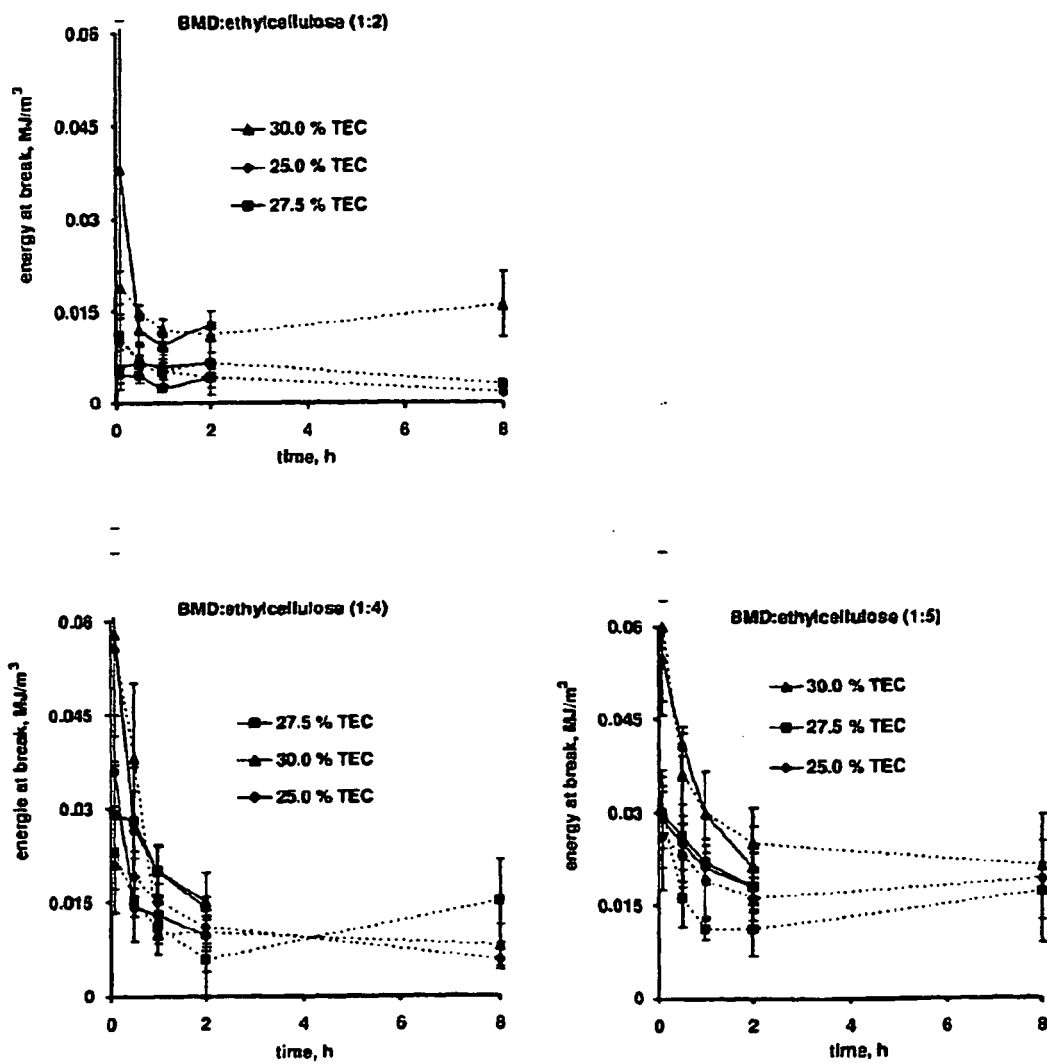 BMD:ethylcellulose (1:2)
0.06
0.045
0.03
0.015
0
energy at break, MJ/m³
30.0 % TEC
25.0 % TEC
27.5 % TEC
0 2 4 6 8
time, h
BMD:ethylcellulose (1:4)
0.06
0.045
0.03
0.015
0
energie at break, MJ/m³
27.5 % TEC
30.0 % TEC
25.0 % TEC
0 2 4 6 8
time, h
BMD:ethylcellulose (1:5)
0.06
0.045
0.03
0.015
0
energy at break, MJ/m³
30.0 % TEC
27.5 % TEC
25.0 % TEC
0 2 4 6 8
time, h